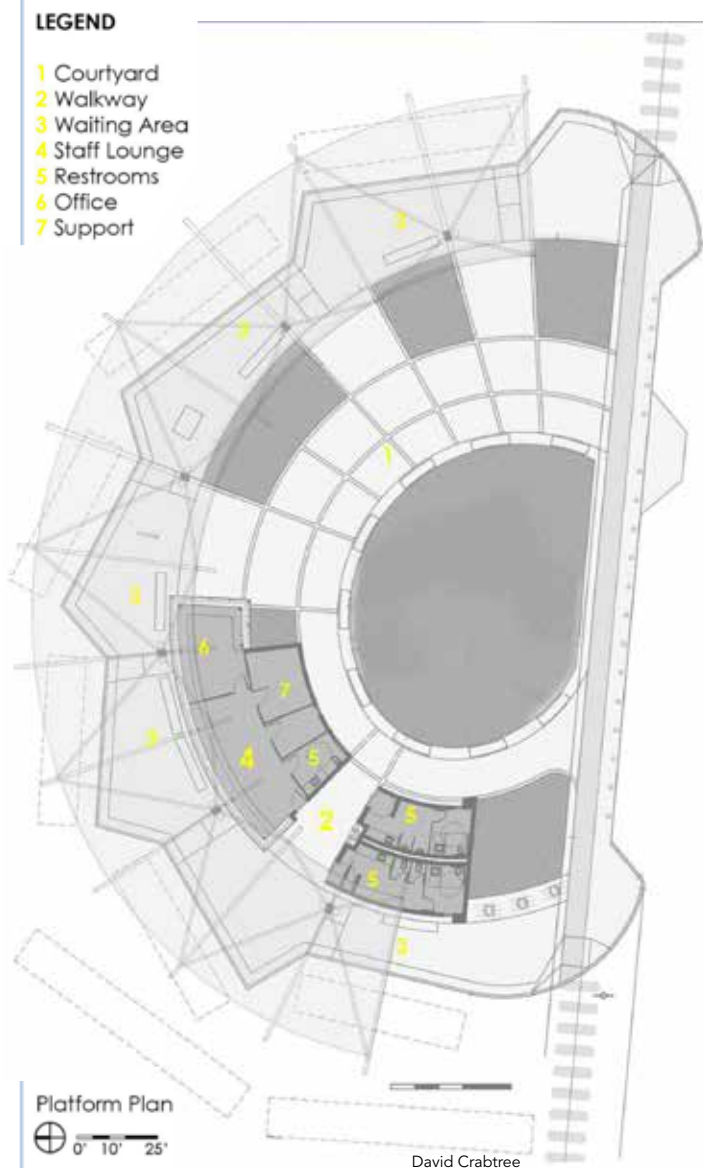 LEGEND
1 Courtyard
2 Walkway
3 Waiting Area
4 Staff Lounge
5 Restrooms
6 Office
7 Support
3
3
1
3
6
7
3
4
5
2
5
5
3
Platform Plan
0' 10' 25'
David Crabtree